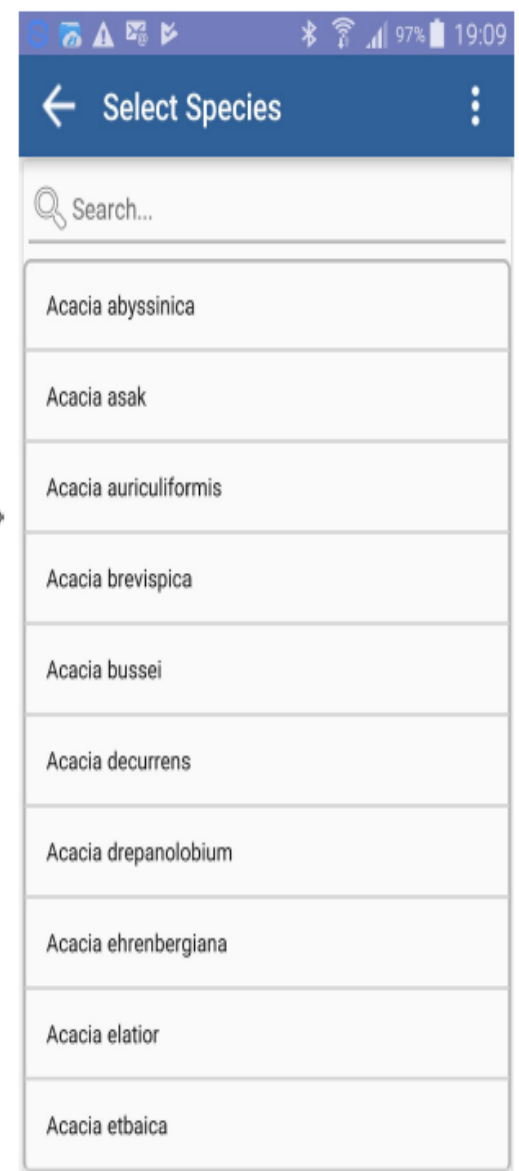 97% 19:09
Select Species
Search...
Acacia abyssinica
Acacia asak
Acacia auriculiformis
Acacia brevispica
Acacia bussei
Acacia decurrens
Acacia drepanolobium
Acacia ehrenbergiana
Acacia elatior
Acacia etbaica